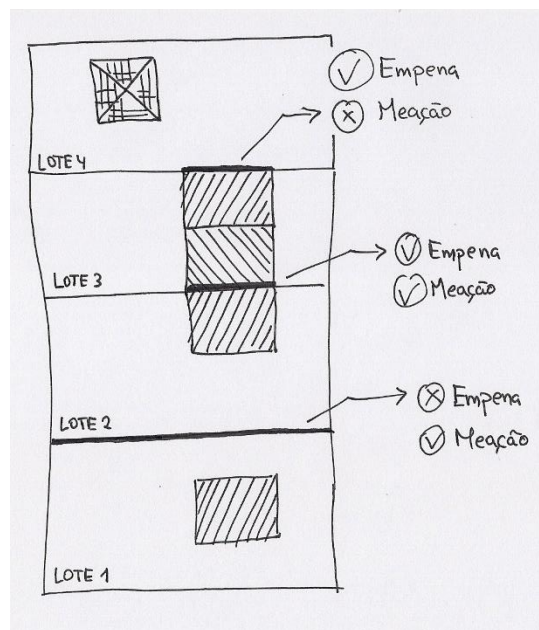 Empena
Meação
LOTE 4
Empena
Meação
LOTE 3
Empena
Meação
LOTE 2
LOTE 1